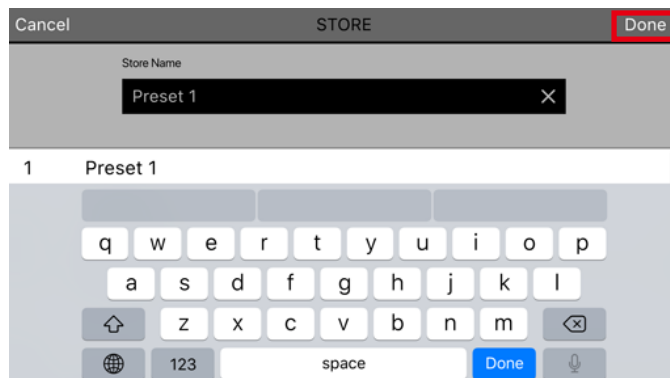 Cancel STORE Done
Store Name
Preset 1
1 Preset 1
q w e r t y u i o p
a s d f g h j k l
z x c v b n m
123 space Done